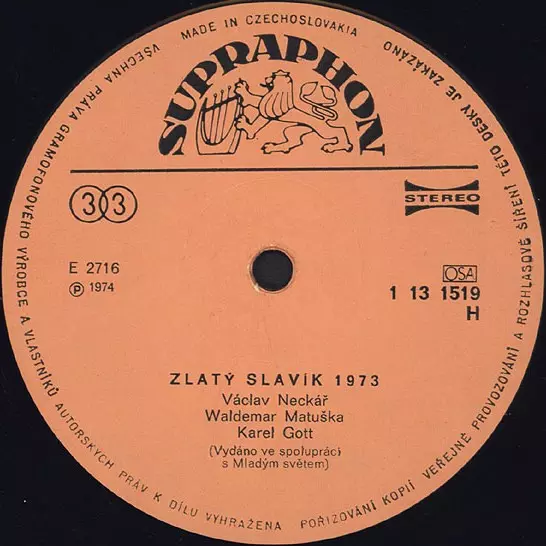 MADE IN CZECHOSLOVAKIA
SUPRAPHON
33
STEREO
E 2716
℗ 1974
OSA
1 13 1519
H
ZLATÝ SLAVÍK 1973
Václav Neckář
Waldemar Matuška
Karel Gott
(Vydáno ve spolupráci
s Mladým světem)
VŠECHNA PRÁVA GRAMOFONOVÉHO VÝROBCE A VLASTNÍKŮ AUTORSKÝCH PRÁV K DÍLU VYHRAŽENA POŘIZOVÁNÍ KOPIÍ VEŘEJNÉ PROVOZOVÁNÍ A ROZHLASOVÉ ŠÍŘENÍ TÉTO DESKY JE ZAKÁZÁNO